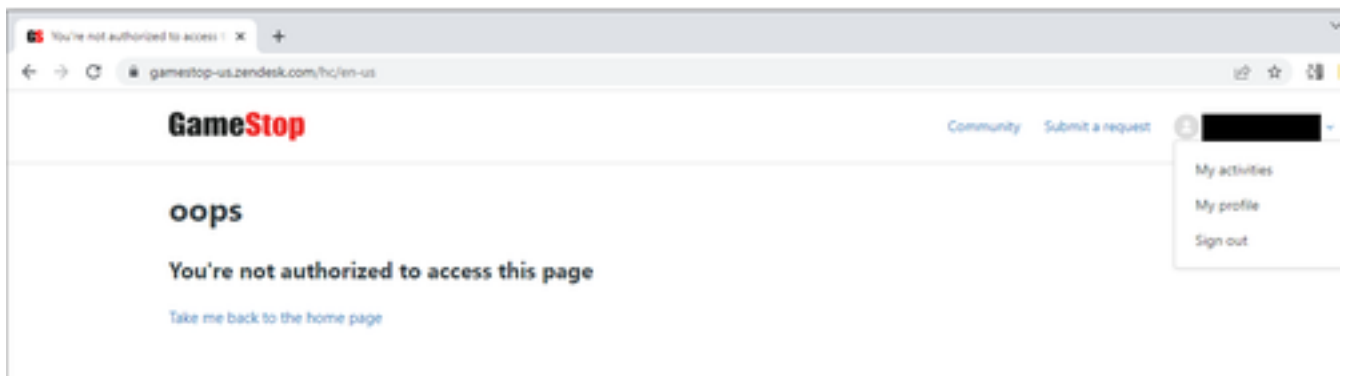 GS You're not authorized to access t
gamestop-us.zendesk.com/hc/en-us
GameStop
Community Submit a request
My activities
My profile
Sign out
oops
You're not authorized to access this page
Take me back to the home page